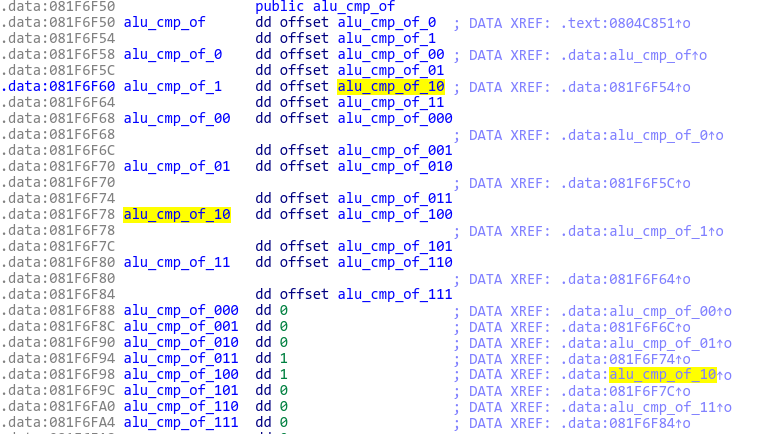 .data:081F6F50 public alu_cmp_of
.data:081F6F50 alu_cmp_of dd offset alu_cmp_of_0 ; DATA XREF: .text:0804C851↑o
.data:081F6F54 dd offset alu_cmp_of_1
.data:081F6F58 alu_cmp_of_0 dd offset alu_cmp_of_00 ; DATA XREF: .data:alu_cmp_of↑o
.data:081F6F5C dd offset alu_cmp_of_01
.data:081F6F60 alu_cmp_of_1 dd offset alu_cmp_of_10 ; DATA XREF: .data:081F6F54↑o
.data:081F6F64 dd offset alu_cmp_of_11
.data:081F6F68 alu_cmp_of_00 dd offset alu_cmp_of_000
.data:081F6F68 ; DATA XREF: .data:alu_cmp_of_0↑o
.data:081F6F6C dd offset alu_cmp_of_001
.data:081F6F70 alu_cmp_of_01 dd offset alu_cmp_of_010
.data:081F6F70 ; DATA XREF: .data:081F6F5C↑o
.data:081F6F74 dd offset alu_cmp_of_011
.data:081F6F78 alu_cmp_of_10 dd offset alu_cmp_of_100
.data:081F6F78 ; DATA XREF: .data:alu_cmp_of_1↑o
.data:081F6F7C dd offset alu_cmp_of_101
.data:081F6F80 alu_cmp_of_11 dd offset alu_cmp_of_110
.data:081F6F80 ; DATA XREF: .data:081F6F64↑o
.data:081F6F84 dd offset alu_cmp_of_111
.data:081F6F88 alu_cmp_of_000 dd 0 ; DATA XREF: .data:alu_cmp_of_00↑o
.data:081F6F8C alu_cmp_of_001 dd 0 ; DATA XREF: .data:081F6F6C↑o
.data:081F6F90 alu_cmp_of_010 dd 0 ; DATA XREF: .data:alu_cmp_of_01↑o
.data:081F6F94 alu_cmp_of_011 dd 1 ; DATA XREF: .data:081F6F74↑o
.data:081F6F98 alu_cmp_of_100 dd 1 ; DATA XREF: .data:alu_cmp_of_10↑o
.data:081F6F9C alu_cmp_of_101 dd 0 ; DATA XREF: .data:081F6F7C↑o
.data:081F6FA0 alu_cmp_of_110 dd 0 ; DATA XREF: .data:alu_cmp_of_11↑o
.data:081F6FA4 alu_cmp_of_111 dd 0 ; DATA XREF: .data:081F6F84↑o